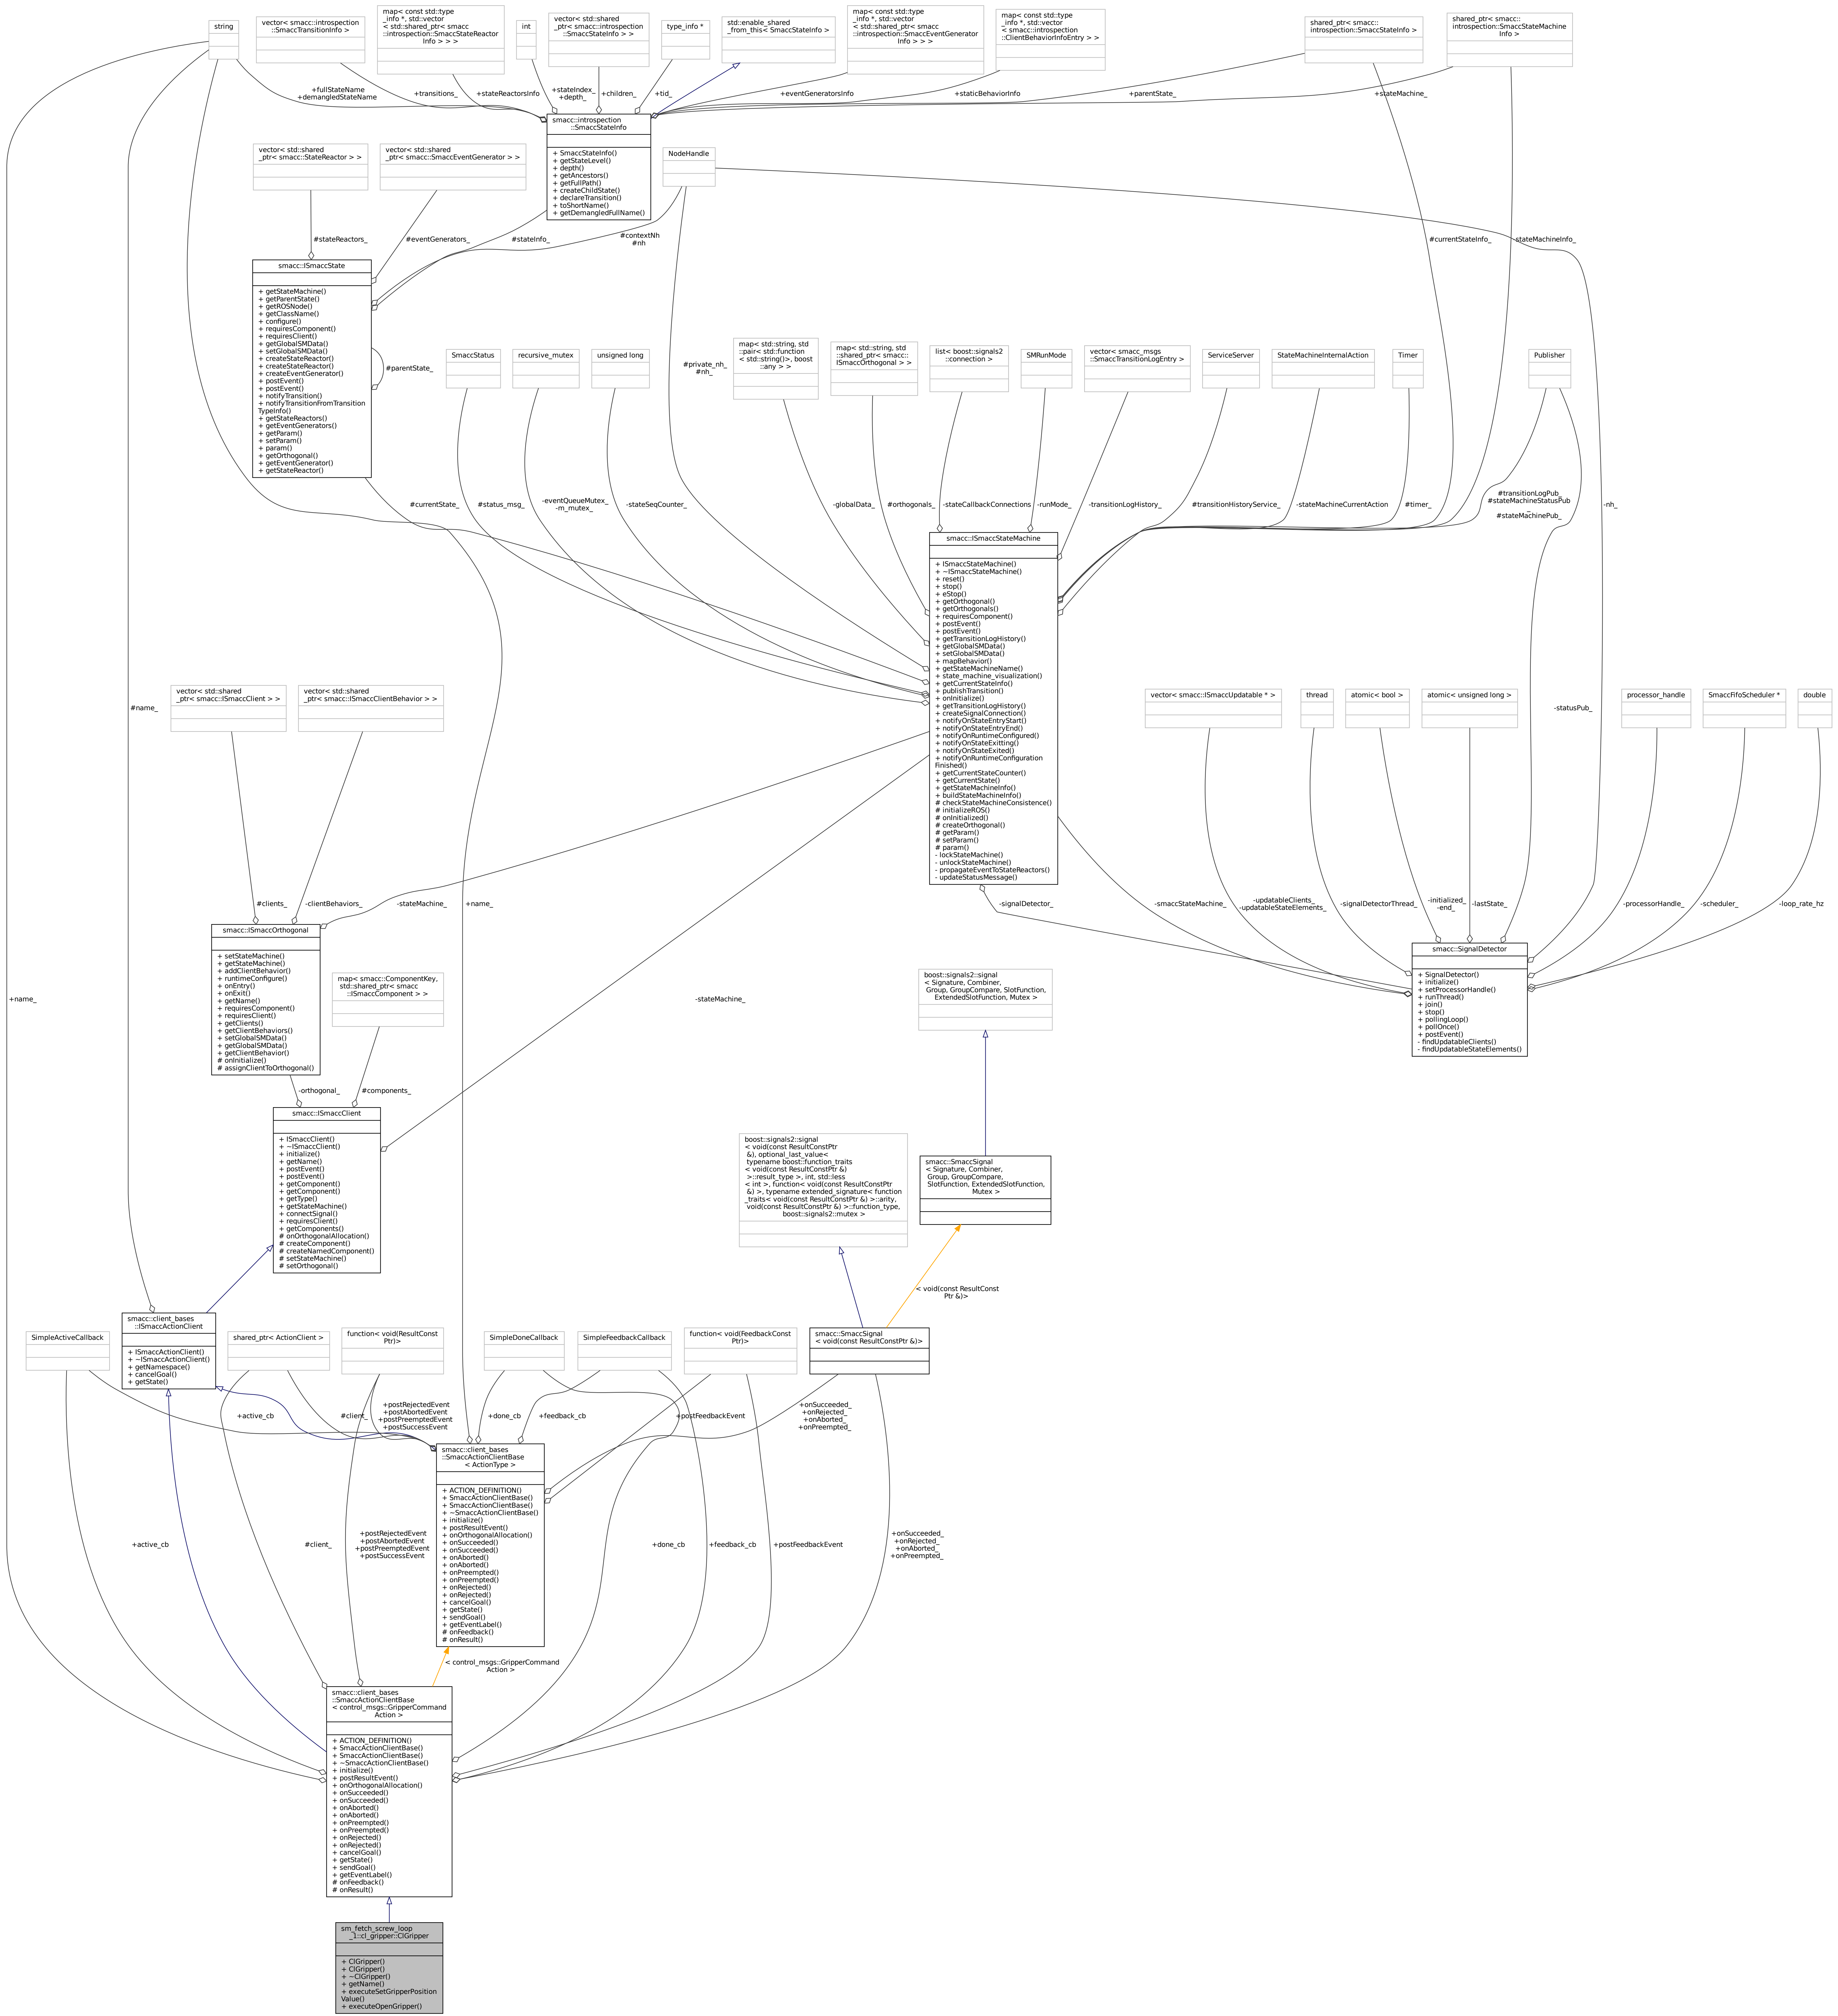 string
vector< smacc::introspection
::SmaccTransitionInfo >
map< const std::type
_info *, std::vector
< std::shared_ptr< smacc
::introspection::SmaccStateReactor
Info > > >
int
vector< std::shared
_ptr< smacc::introspection
::SmaccStateInfo > >
type_info *
std::enable_shared
_from_this< SmaccStateInfo >
map< const std::type
_info *, std::vector
< std::shared_ptr< smacc
::introspection::SmaccEventGenerator
Info > > >
map< const std::type
_info *, std::vector
< smacc::introspection
::ClientBehaviorInfoEntry > >
shared_ptr< smacc::
introspection::SmaccStateInfo >
shared_ptr< smacc::
introspection::SmaccStateMachine
Info >
+fullStateName
+demangledStateName
+transitions_
+stateReactorsInfo
+stateIndex_
+depth_
+children_
+tid_
+eventGeneratorsInfo
+staticBehaviorInfo
+parentState_
+stateMachine_
smacc::introspection
::SmaccStateInfo
+ SmaccStateInfo()
+ getStateLevel()
+ depth()
+ getAncestors()
+ getFullPath()
+ createChildState()
+ declareTransition()
+ toShortName()
+ getDemangledFullName()
vector< std::shared
_ptr< smacc::StateReactor > >
vector< std::shared
_ptr< smacc::SmaccEventGenerator > >
NodeHandle
#stateReactors_
#eventGenerators_
#stateInfo_
#contextNh
#nh
#currentStateInfo_
-stateMachineInfo_
smacc::ISmaccState
+ getStateMachine()
+ getParentState()
+ getROSNode()
+ getClassName()
+ configure()
+ requiresComponent()
+ requiresClient()
+ getGlobalSMData()
+ setGlobalSMData()
+ createStateReactor()
+ createStateReactor()
+ createEventGenerator()
+ postEvent()
+ postEvent()
+ notifyTransition()
+ notifyTransitionFromTransition
TypeInfo()
+ getStateReactors()
+ getEventGenerators()
+ getParam()
+ setParam()
+ param()
+ getOrthogonal()
+ getEventGenerator()
+ getStateReactor()
#parentState_
SmaccStatus
recursive_mutex
unsigned long
#private_nh_
#nh_
map< std::string, std
::pair< std::function
< std::string()>, boost
::any > >
map< std::string, std
::shared_ptr< smacc::
ISmaccOrthogonal > >
list< boost::signals2
::connection >
SMRunMode
vector< smacc_msgs
::SmaccTransitionLogEntry >
ServiceServer
StateMachineInternalAction
Timer
Publisher
#currentState_
#status_msg_
-eventQueueMutex_
-m_mutex_
-stateSeqCounter_
-globalData_
#orthogonals_
-stateCallbackConnections
-runMode_
-transitionLogHistory_
#transitionHistoryService_
-stateMachineCurrentAction
#timer_
#transitionLogPub_
#stateMachineStatusPub
_
#stateMachinePub_
-nh_
smacc::ISmaccStateMachine
+ ISmaccStateMachine()
+ ~ISmaccStateMachine()
+ reset()
+ stop()
+ eStop()
+ getOrthogonal()
+ getOrthogonals()
+ requiresComponent()
+ postEvent()
+ postEvent()
+ getTransitionLogHistory()
+ getGlobalSMData()
+ setGlobalSMData()
+ mapBehavior()
+ getStateMachineName()
+ state_machine_visualization()
+ getCurrentStateInfo()
+ publishTransition()
+ onInitialize()
+ getTransitionLogHistory()
+ createSignalConnection()
+ notifyOnStateEntryStart()
+ notifyOnStateEntryEnd()
+ notifyOnRuntimeConfigured()
+ notifyOnStateExitting()
+ notifyOnStateExited()
+ notifyOnRuntimeConfiguration
Finished()
+ getCurrentStateCounter()
+ getCurrentState()
+ getStateMachineInfo()
+ buildStateMachineInfo()
# checkStateMachineConsistence()
# initializeROS()
# onInitialized()
# createOrthogonal()
# getParam()
# setParam()
# param()
- lockStateMachine()
- unlockStateMachine()
- propagateEventToStateReactors()
- updateStatusMessage()
#name_
vector< std::shared
_ptr< smacc::ISmaccClient > >
vector< std::shared
_ptr< smacc::ISmaccClientBehavior > >
vector< smacc::ISmaccUpdatable * >
thread
atomic< bool >
atomic< unsigned long >
-statusPub_
processor_handle
SmaccFifoScheduler *
double
#clients_
-clientBehaviors_
-stateMachine_
+name_
-signalDetector_
-smaccStateMachine_
-updatableClients_
-updatableStateElements_
-signalDetectorThread_
-initialized_
-end_
-lastState_
-processorHandle_
-scheduler_
-loop_rate_hz
smacc::ISmaccOrthogonal
+ setStateMachine()
+ getStateMachine()
+ addClientBehavior()
+ runtimeConfigure()
+ onEntry()
+ onExit()
+ getName()
+ requiresComponent()
+ requiresClient()
+ getClients()
+ getClientBehaviors()
+ setGlobalSMData()
+ getGlobalSMData()
+ getClientBehavior()
# onInitialize()
# assignClientToOrthogonal()
map< smacc::ComponentKey,
std::shared_ptr< smacc
::ISmaccComponent > >
smacc::SignalDetector
+ SignalDetector()
+ initialize()
+ setProcessorHandle()
+ runThread()
+ join()
+ stop()
+ pollingLoop()
+ pollOnce()
+ postEvent()
- findUpdatableClients()
- findUpdatableStateElements()
+name_
-stateMachine_
boost::signals2::signal
< Signature, Combiner,
Group, GroupCompare, SlotFunction,
ExtendedSlotFunction, Mutex >
-orthogonal_
#components_
smacc::ISmaccClient
+ ISmaccClient()
+ ~ISmaccClient()
+ initialize()
+ getName()
+ postEvent()
+ postEvent()
+ getComponent()
+ getComponent()
+ getType()
+ getStateMachine()
+ connectSignal()
+ requiresClient()
+ getComponents()
# onOrthogonalAllocation()
# createComponent()
# createNamedComponent()
# setStateMachine()
# setOrthogonal()
boost::signals2::signal
< void(const ResultConstPtr
&), optional_last_value<
typename boost::function_traits
< void(const ResultConstPtr &)
>::result_type >, int, std::less
< int >, function< void(const ResultConstPtr
&) >, typename extended_signature< function
_traits< void(const ResultConstPtr &) >::arity,
void(const ResultConstPtr &) >::function_type,
boost::signals2::mutex >
smacc::SmaccSignal
< Signature, Combiner,
Group, GroupCompare,
SlotFunction, ExtendedSlotFunction,
Mutex >
< void(const ResultConst
Ptr &)>
smacc::client_bases
::ISmaccActionClient
+ ISmaccActionClient()
+ ~ISmaccActionClient()
+ getNamespace()
+ cancelGoal()
+ getState()
SimpleActiveCallback
shared_ptr< ActionClient >
function< void(ResultConst
Ptr)>
SimpleDoneCallback
SimpleFeedbackCallback
function< void(FeedbackConst
Ptr)>
smacc::SmaccSignal
< void(const ResultConstPtr &)>
+active_cb
#client_
+postRejectedEvent
+postAbortedEvent
+postPreemptedEvent
+postSuccessEvent
+done_cb
+feedback_cb
+postFeedbackEvent
+onSucceeded_
+onRejected_
+onAborted_
+onPreempted_
smacc::client_bases
::SmaccActionClientBase
< ActionType >
+ ACTION_DEFINITION()
+ SmaccActionClientBase()
+ SmaccActionClientBase()
+ ~SmaccActionClientBase()
+ initialize()
+ postResultEvent()
+ onOrthogonalAllocation()
+ onSucceeded()
+ onSucceeded()
+ onAborted()
+ onAborted()
+ onPreempted()
+ onPreempted()
+ onRejected()
+ onRejected()
+ cancelGoal()
+ getState()
+ sendGoal()
+ getEventLabel()
# onFeedback()
# onResult()
+active_cb
#client_
+postRejectedEvent
+postAbortedEvent
+postPreemptedEvent
+postSuccessEvent
+done_cb
+feedback_cb
+postFeedbackEvent
+onSucceeded_
+onRejected_
+onAborted_
+onPreempted_
< control_msgs::GripperCommand
Action >
smacc::client_bases
::SmaccActionClientBase
< control_msgs::GripperCommand
Action >
+ ACTION_DEFINITION()
+ SmaccActionClientBase()
+ SmaccActionClientBase()
+ ~SmaccActionClientBase()
+ initialize()
+ postResultEvent()
+ onOrthogonalAllocation()
+ onSucceeded()
+ onSucceeded()
+ onAborted()
+ onAborted()
+ onPreempted()
+ onPreempted()
+ onRejected()
+ onRejected()
+ cancelGoal()
+ getState()
+ sendGoal()
+ getEventLabel()
# onFeedback()
# onResult()
sm_fetch_screw_loop
_1::cl_gripper::ClGripper
+ ClGripper()
+ ClGripper()
+ ~ClGripper()
+ getName()
+ executeSetGripperPosition
Value()
+ executeOpenGripper()